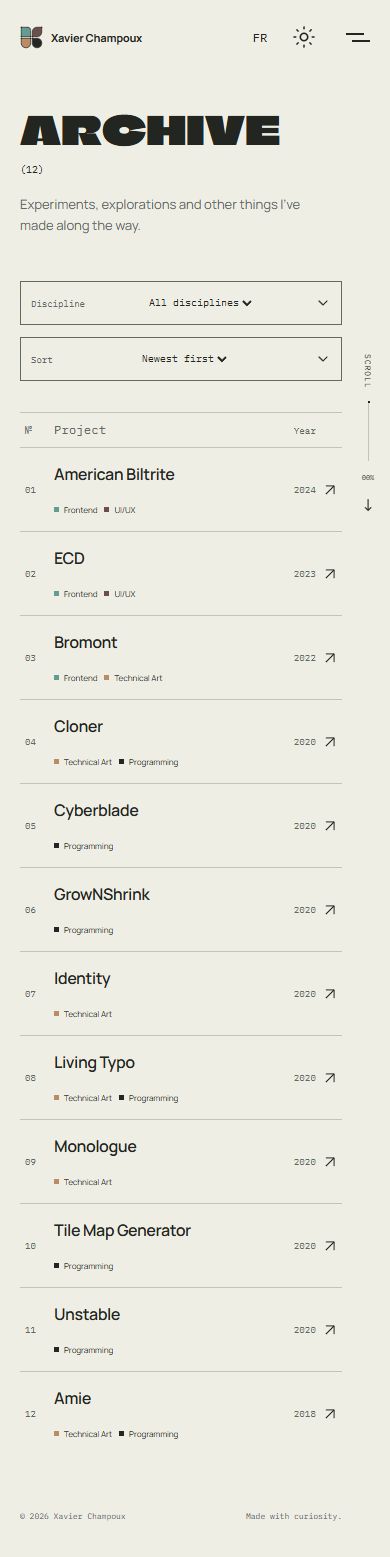 Xavier Champoux
FR
ARCHIVE
(12)
Experiments, explorations and other things I've
made along the way.
Discipline All disciplines
Sort Newest first
SCROLL
00%
№ Project Year
01 American Biltrite 2024
Frontend UI/UX
02 ECD 2023
Frontend UI/UX
03 Bromont 2022
Frontend Technical Art
04 Cloner 2020
Technical Art Programming
05 Cyberblade 2020
Programming
06 GrowNShrink 2020
Programming
07 Identity 2020
Technical Art
08 Living Typo 2020
Technical Art Programming
09 Monologue 2020
Technical Art
10 Tile Map Generator 2020
Programming
11 Unstable 2020
Programming
12 Amie 2018
Technical Art Programming
© 2026 Xavier Champoux Made with curiosity.